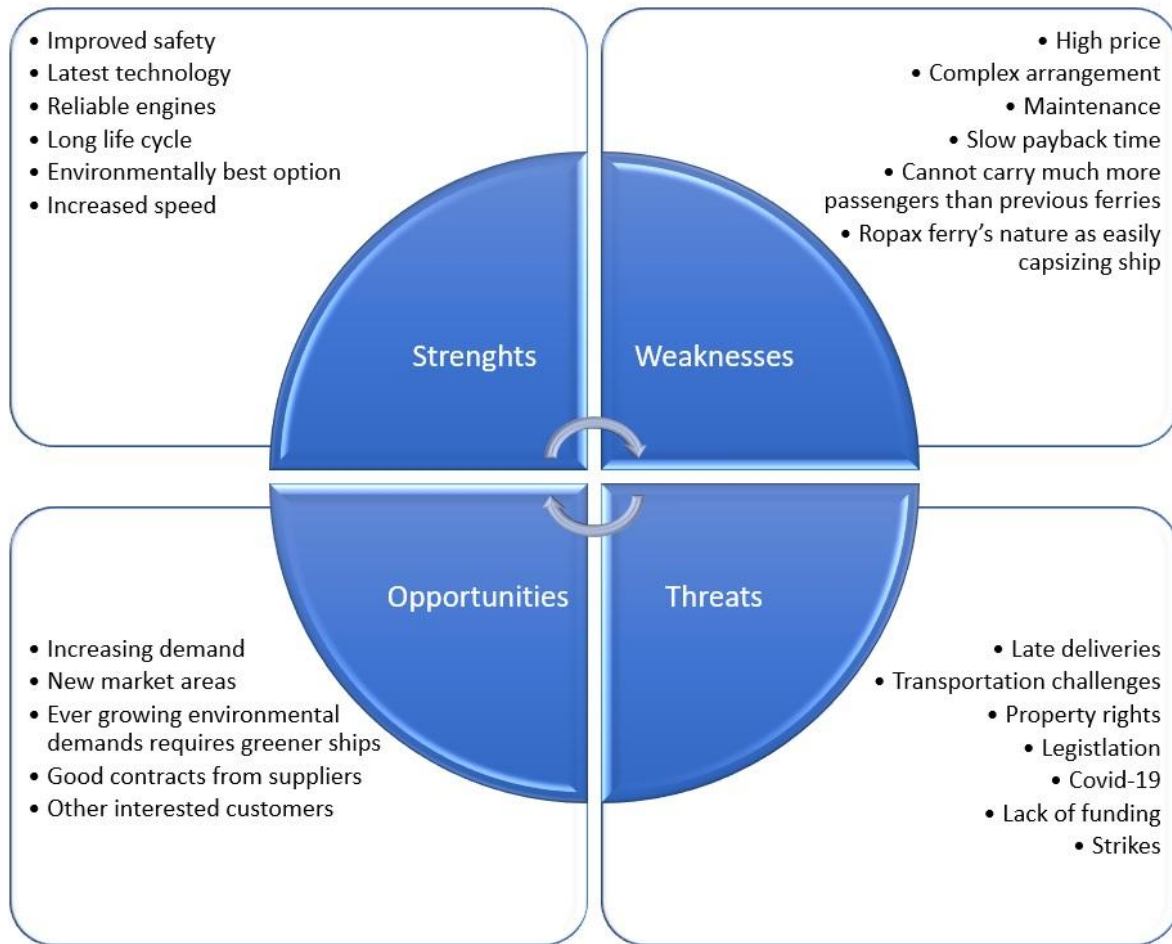 • Improved safety
• Latest technology
• Reliable engines
• Long life cycle
• Environmentally best option
• Increased speed
Strenghts
• High price
• Complex arrangement
• Maintenance
• Slow payback time
• Cannot carry much more
passengers than previous ferries
• Ropax ferry’s nature as easily
capsizing ship
Weaknesses
Opportunities
• Increasing demand
• New market areas
• Ever growing environmental
demands requires greener ships
• Good contracts from suppliers
• Other interested customers
Threats
• Late deliveries
• Transportation challenges
• Property rights
• Legistlation
• Covid-19
• Lack of funding
• Strikes